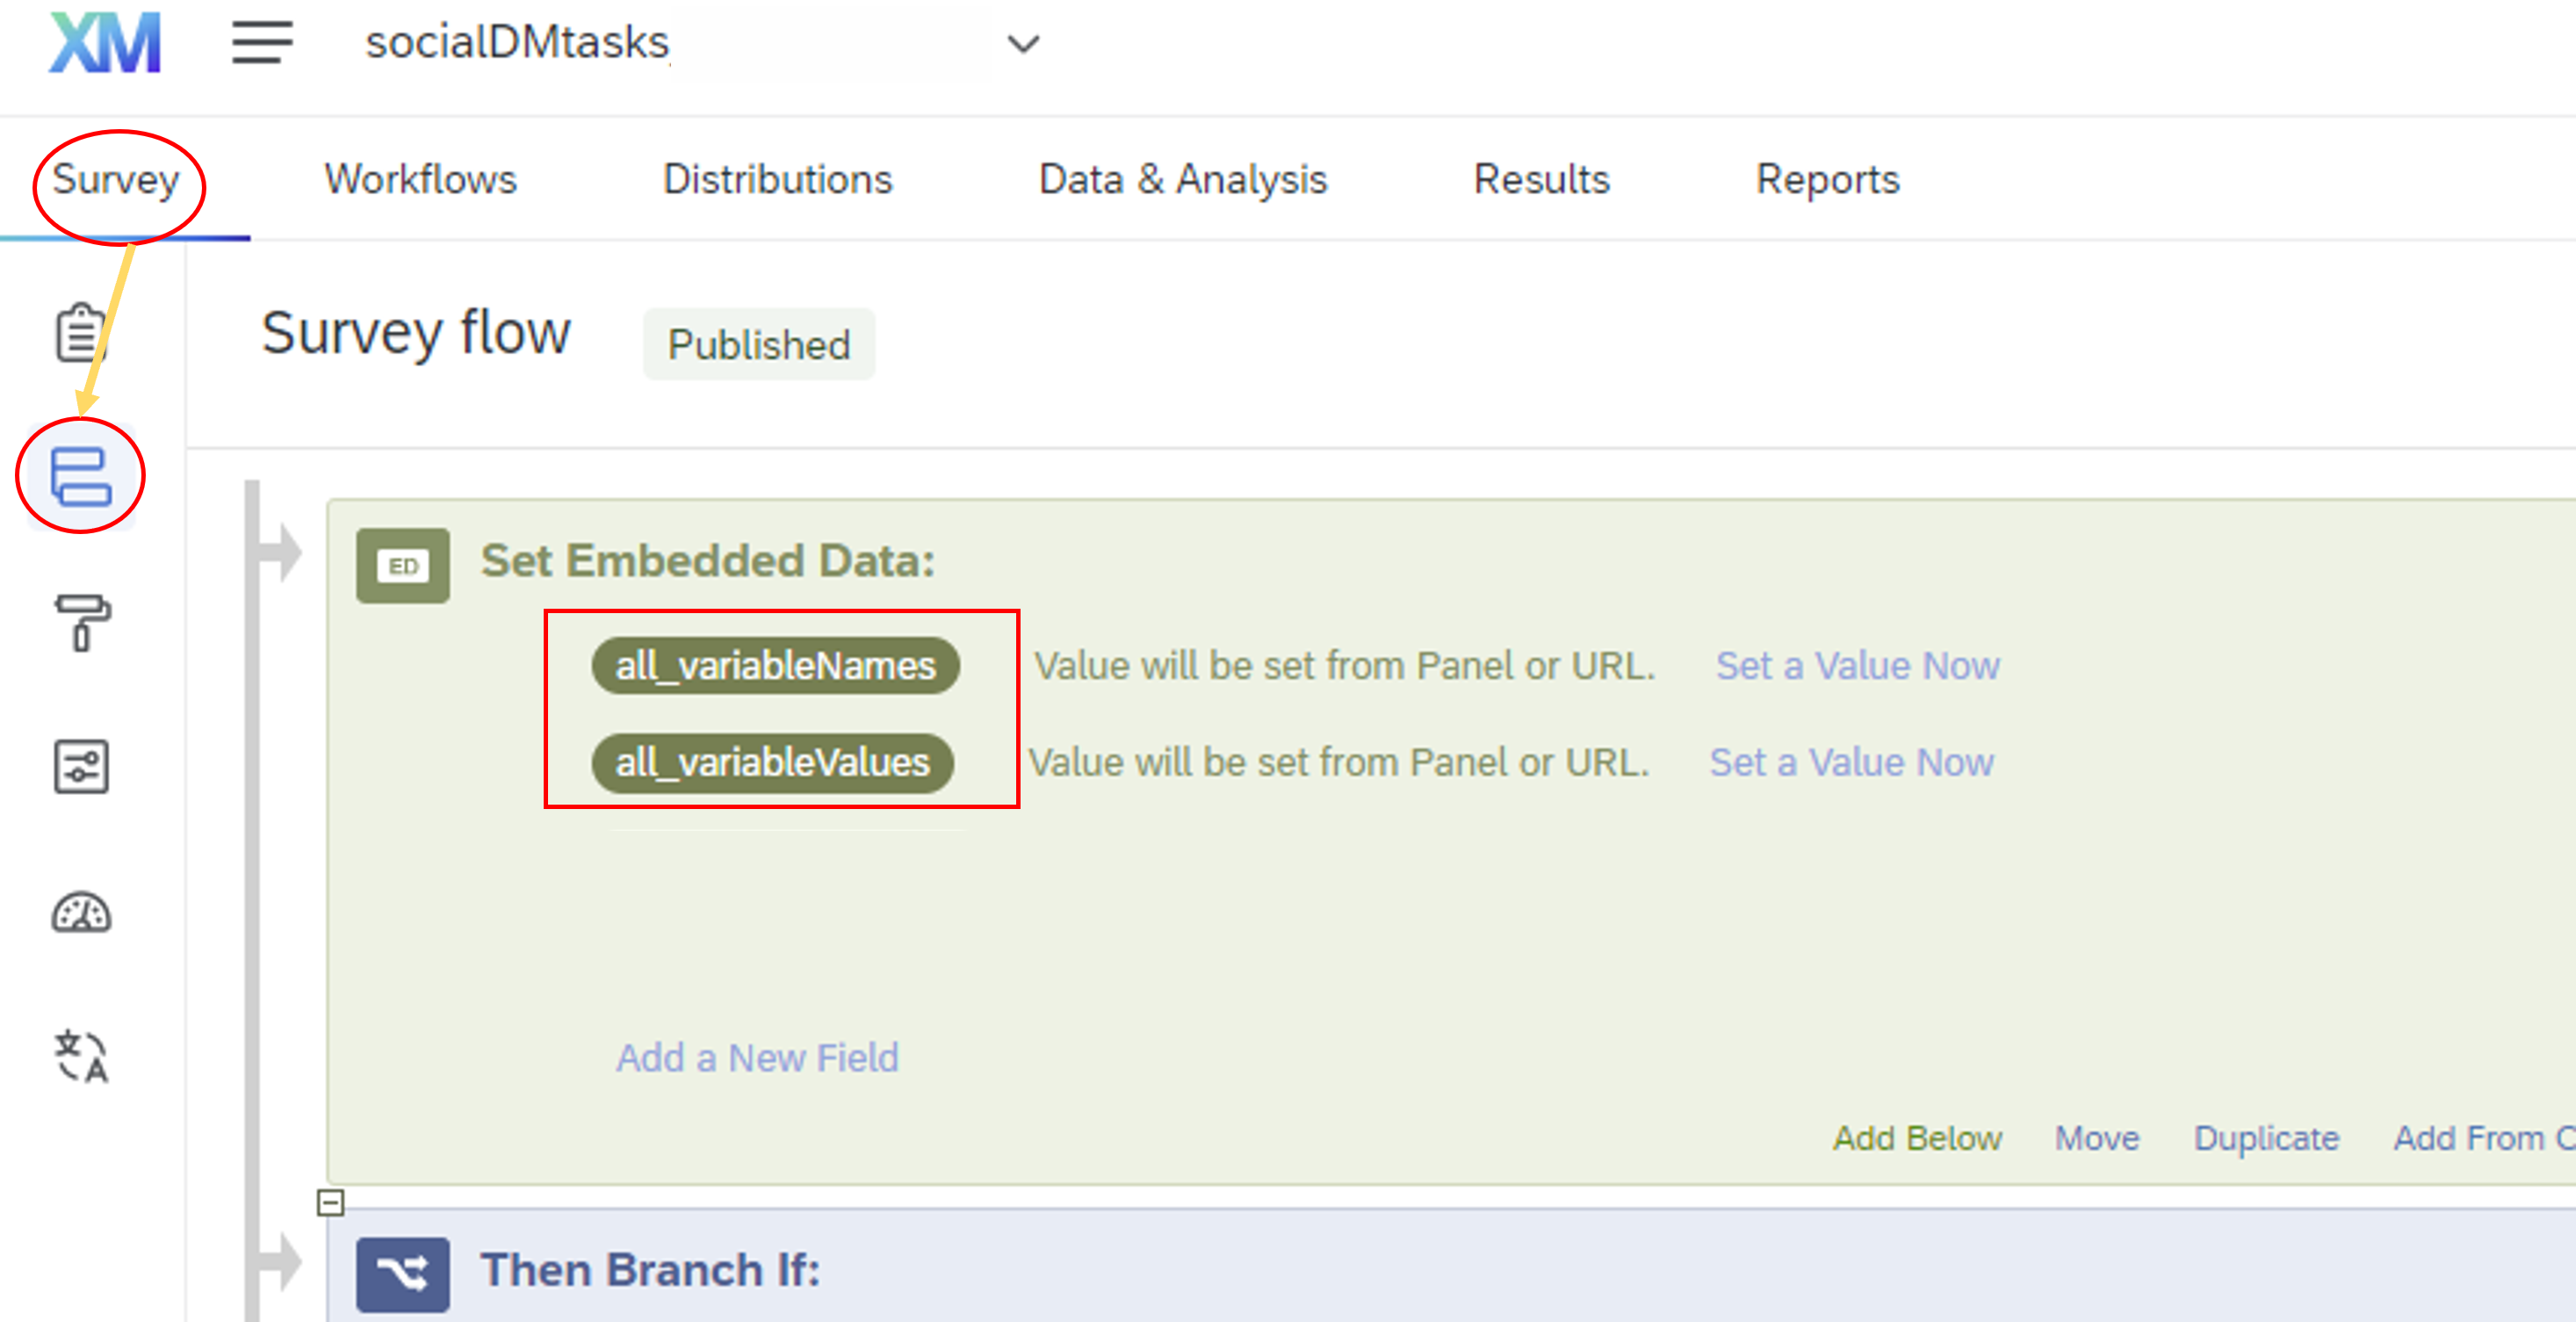 XM socialDMtasks
Survey Workflows Distributions Data & Analysis Results Reports
Survey flow Published
ED Set Embedded Data:
all_variableNames Value will be set from Panel or URL. Set a Value Now
all_variableValues Value will be set from Panel or URL. Set a Value Now
文
A
Add a New Field
Add Below Move Duplicate Add From C
Then Branch If: